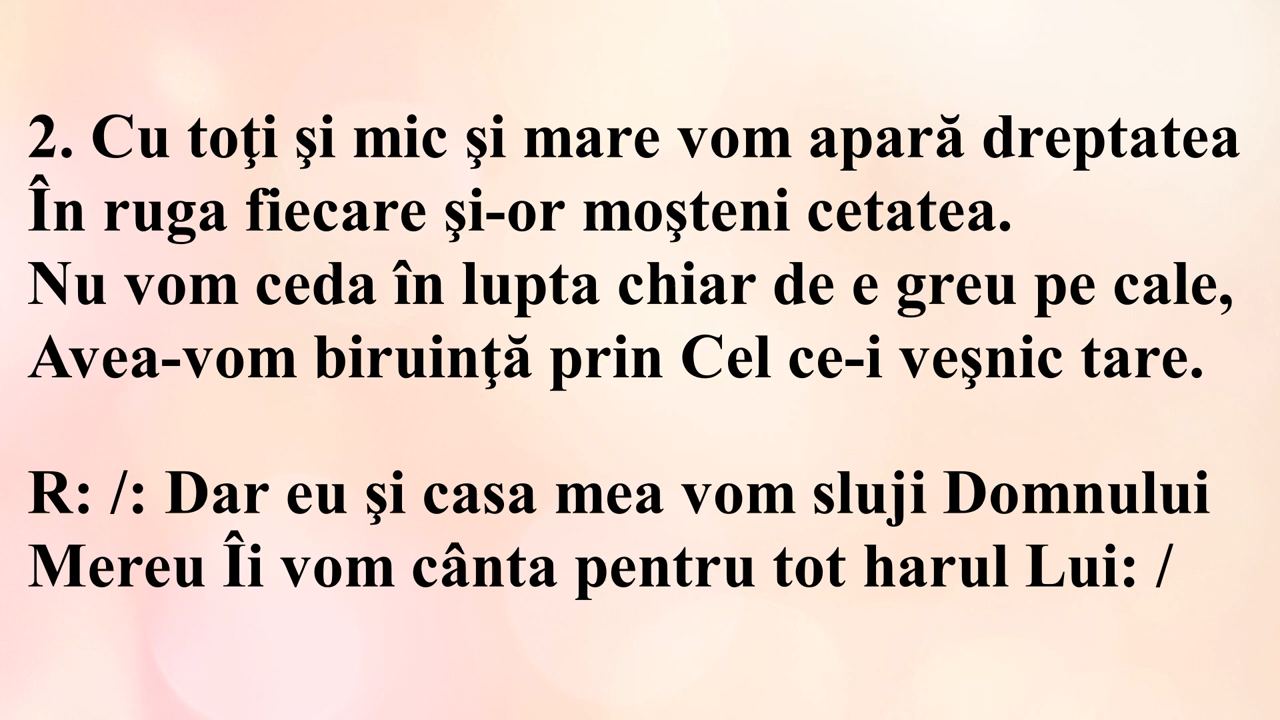 2. Cu toţi şi mic şi mare vom apară dreptatea
În ruga fiecare şi-or moşteni cetatea.
Nu vom ceda în lupta chiar de e greu pe cale,
Avea-vom biruinţă prin Cel ce-i veşnic tare.
R: /: Dar eu şi casa mea vom sluji Domnului
Mereu Îi vom cânta pentru tot harul Lui: /